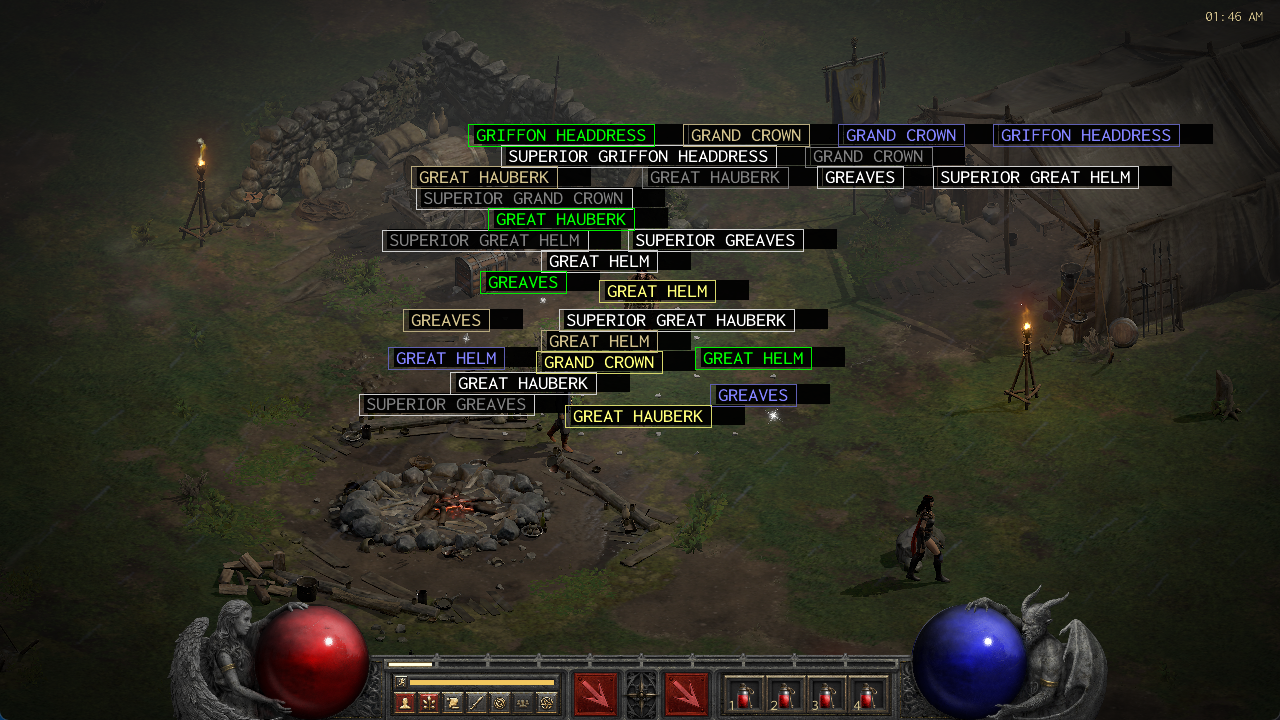 01:46 AM
GRIFFON HEADDRESS GRAND CROWN GRAND CROWN GRIFFON HEADDRESS
SUPERIOR GRIFFON HEADDRESS GRAND CROWN
GREAT HAUBERK GREAT HAUBERK GREAVES SUPERIOR GREAT HELM
SUPERIOR GRAND CROWN
GREAT HAUBERK
SUPERIOR GREAT HELM SUPERIOR GREAVES
GREAT HELM
GREAVES
GREAT HELM
GREAVES SUPERIOR GREAT HAUBERK
GREAT HELM
GREAT HELM GRAND CROWN GREAT HELM
GREAT HAUBERK
GREAVES
SUPERIOR GREAVES
GREAT HAUBERK
1 2 3 4